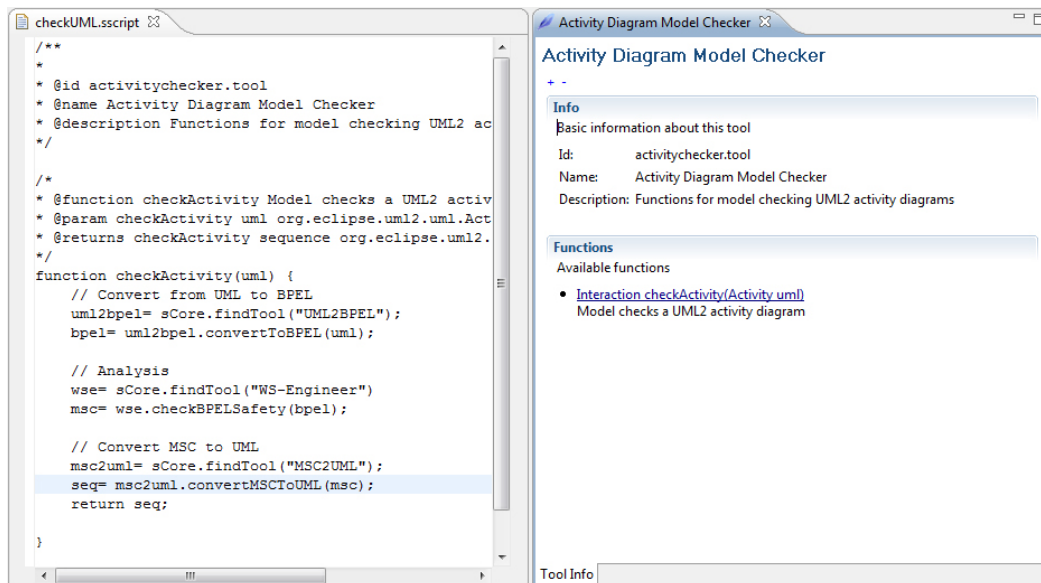 checkUML.sscript
/**
*
* @id activitychecker.tool
* @name Activity Diagram Model Checker
* @description Functions for model checking UML2 ac
*/
/*
* @function checkActivity Model checks a UML2 activ
* @param checkActivity uml org.eclipse.uml2.uml.Act
* @returns checkActivity sequence org.eclipse.uml2.
*/
function checkActivity(uml) {
// Convert from UML to BPEL
uml2bpel= sCore.findTool("UML2BPEL");
bpel= uml2bpel.convertToBPEL(uml);
// Analysis
wse= sCore.findTool("WS-Engineer")
msc= wse.checkBPELSafety(bpel);
// Convert MSC to UML
msc2uml= sCore.findTool("MSC2UML");
seq= msc2uml.convertMSCToUML(msc);
return seq;
}
Activity Diagram Model Checker
Activity Diagram Model Checker
+ -
Info
Basic information about this tool
Id: activitychecker.tool
Name: Activity Diagram Model Checker
Description: Functions for model checking UML2 activity diagrams
Functions
Available functions
• Interaction checkActivity(Activity uml)
Model checks a UML2 activity diagram
Tool Info